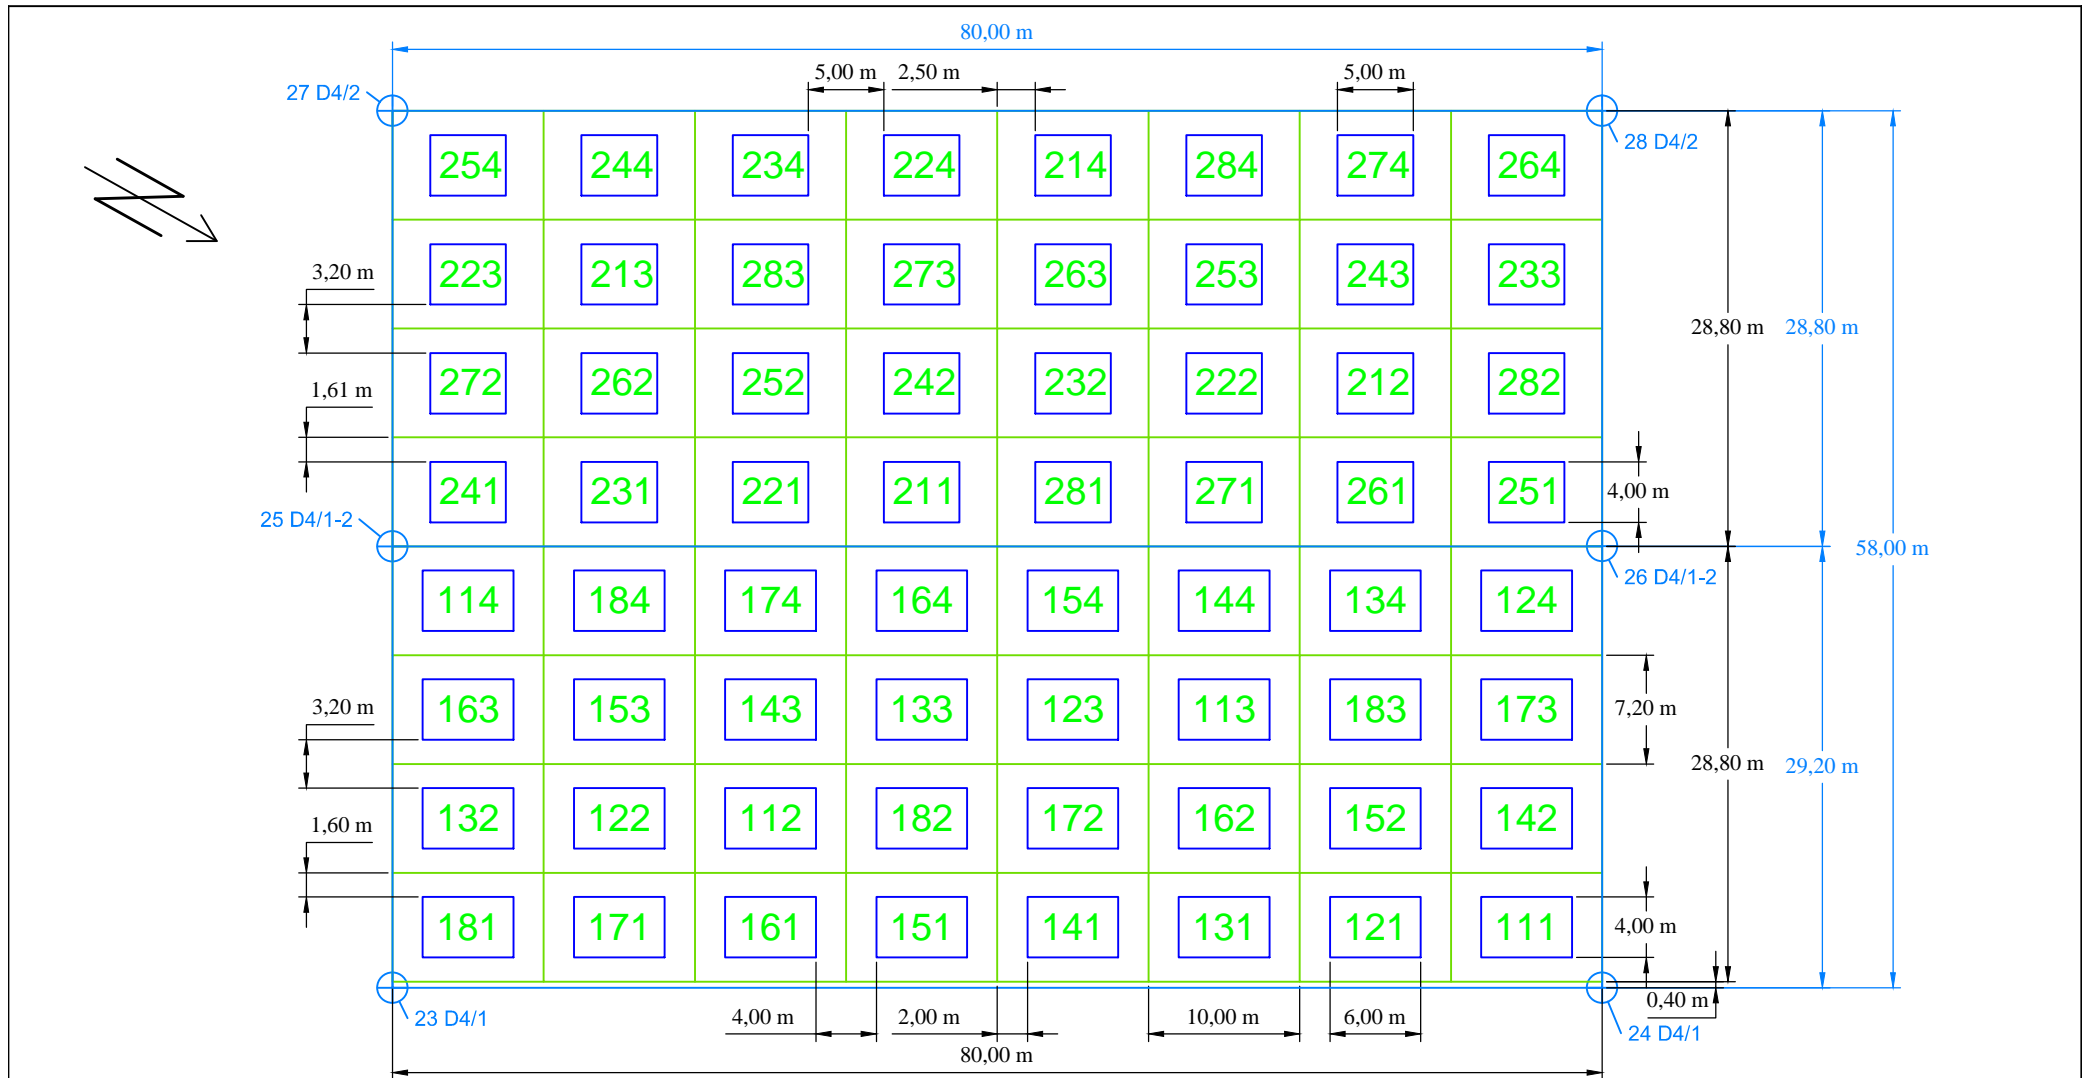 80,00 m
5,00 m 2,50 m 5,00 m
27 D4/2
28 D4/2
254 244 234 224 214 284 274 264
3,20 m
223 213 283 273 263 253 243 233
28,80 m 28,80 m
1,61 m
272 262 252 242 232 222 212 282
241 231 221 211 281 271 261 251
4,00 m
25 D4/1-2
58,00 m
26 D4/1-2
114 184 174 164 154 144 134 124
3,20 m
163 153 143 133 123 113 183 173
7,20 m
28,80 m 29,20 m
1,60 m
132 122 112 182 172 162 152 142
181 171 161 151 141 131 121 111
4,00 m
0,40 m
23 D4/1
4,00 m 2,00 m 10,00 m 6,00 m
24 D4/1
80,00 m